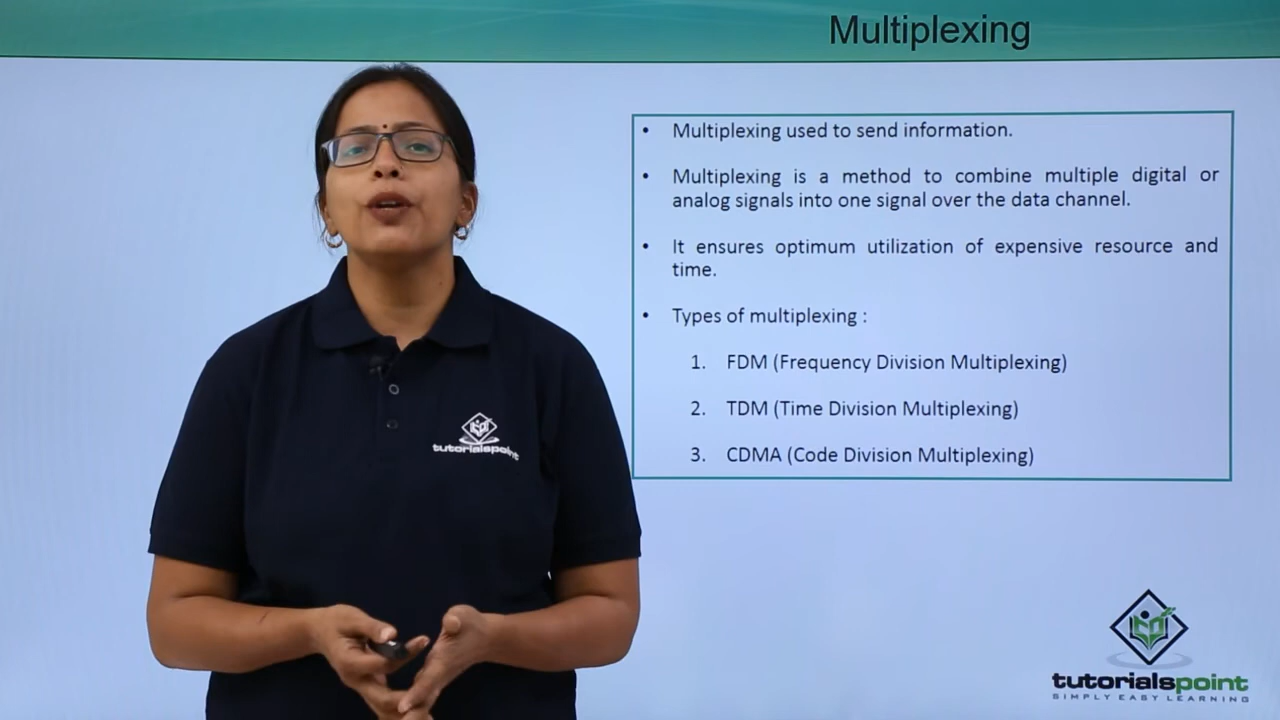 Multiplexing
• Multiplexing used to send information.
• Multiplexing is a method to combine multiple digital or
analog signals into one signal over the data channel.
• It ensures optimum utilization of expensive resource and
time.
• Types of multiplexing :
1. FDM (Frequency Division Multiplexing)
2. TDM (Time Division Multiplexing)
3. CDMA (Code Division Multiplexing)
tutorialspoint
tutorialspoint
SIMPLY EASY LEARNING